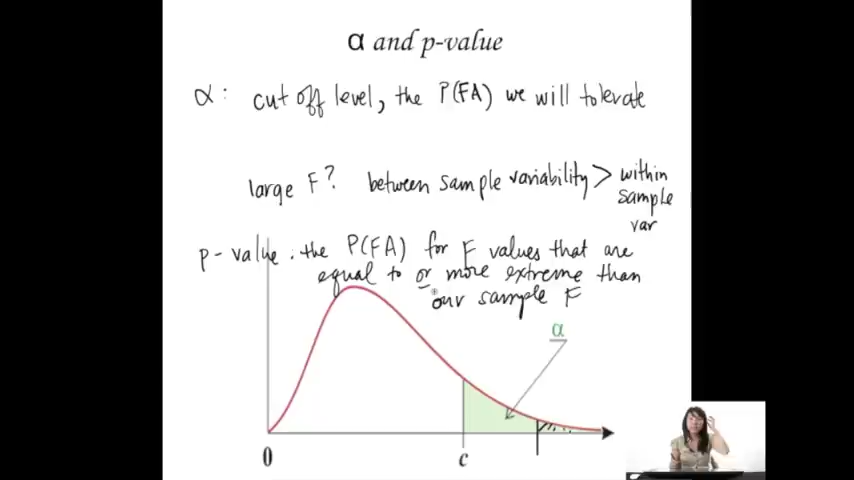 α and p-value
α: cut off level, the P(FA) we will tolerate
large F? between sample variability > within
sample
var
p-value: the P(FA) for F values that are
equal to or more extreme than
our sample F
α
0 c